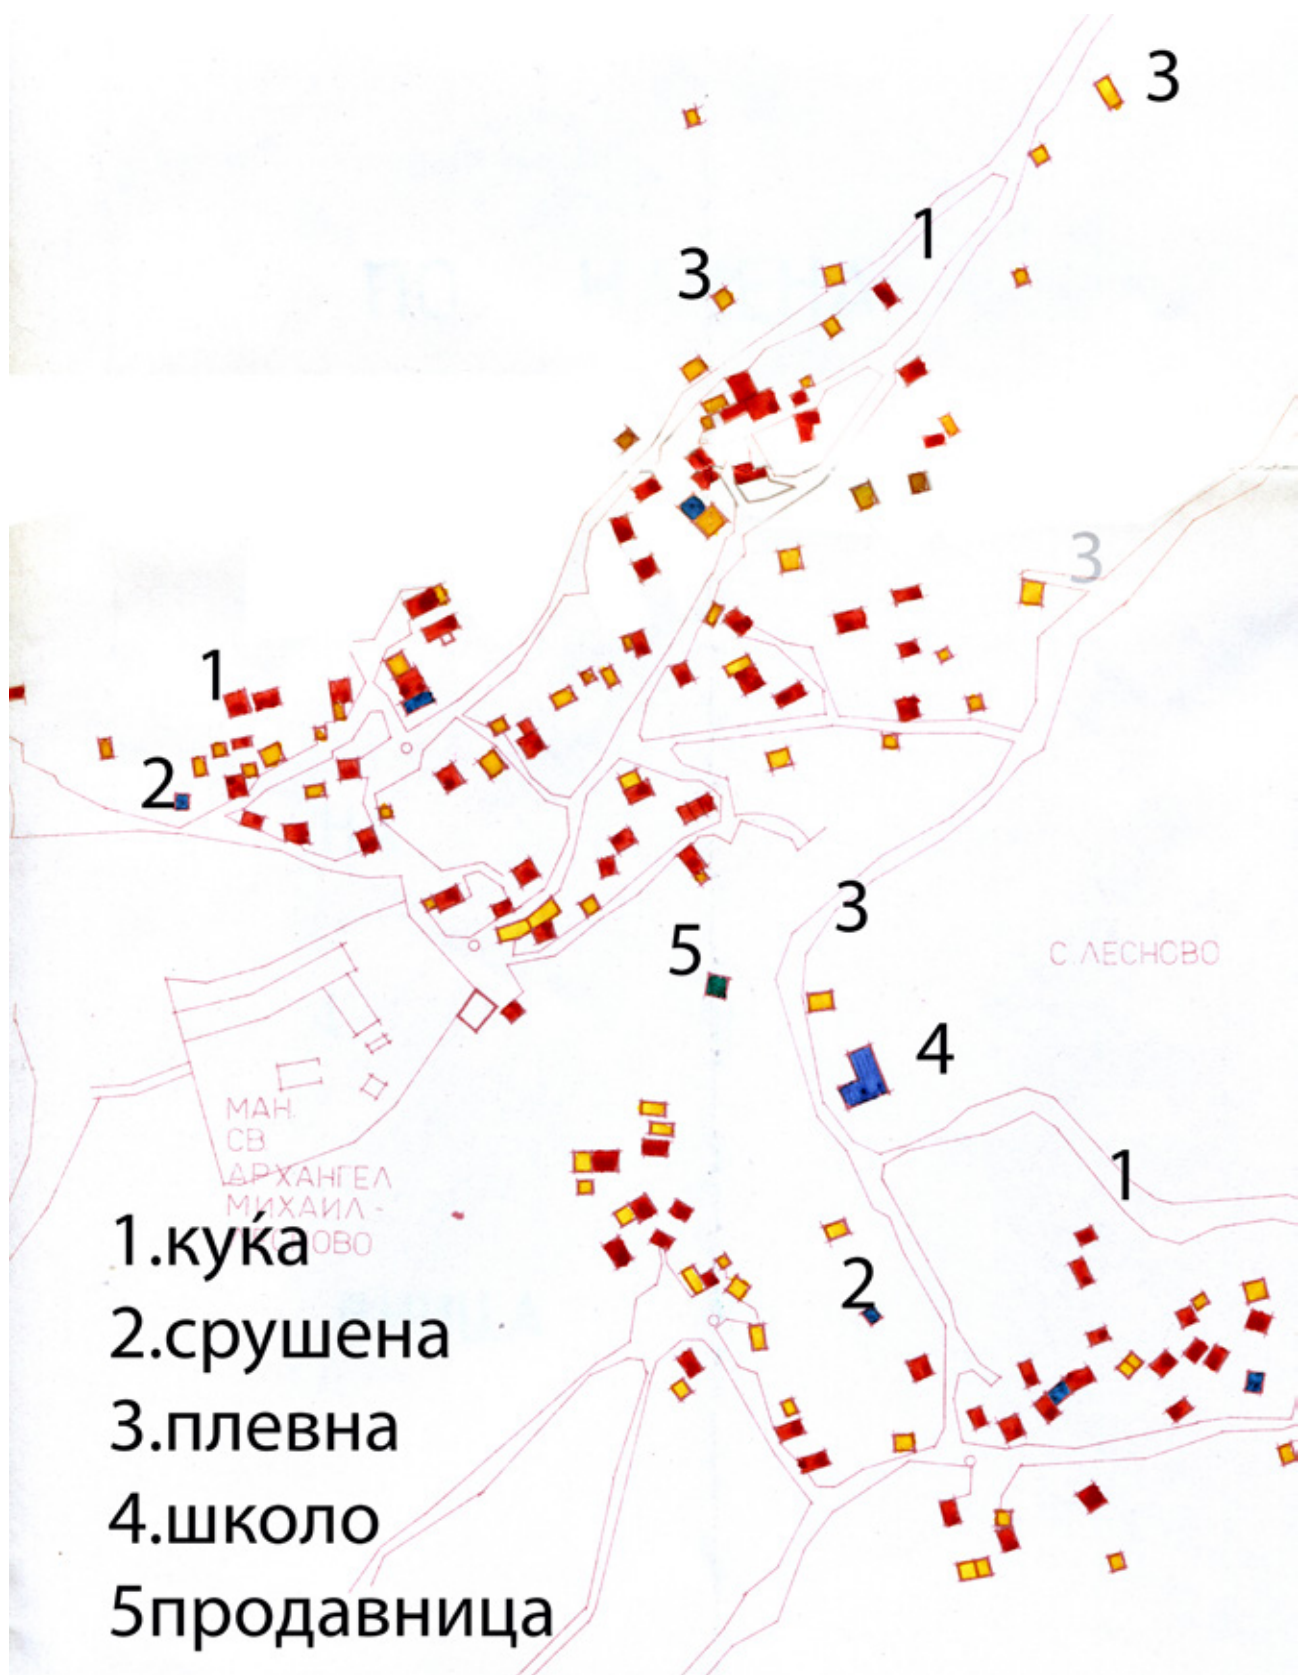 3
1
3
3
1
2
3
5
С. ЛЕСНОВО
4
МАН.
СВ.
АРХАНГЕЛ
МИХАИЛ -
1
1.куќа
2
2.срушена
3.плевна
4.школо
5продавница